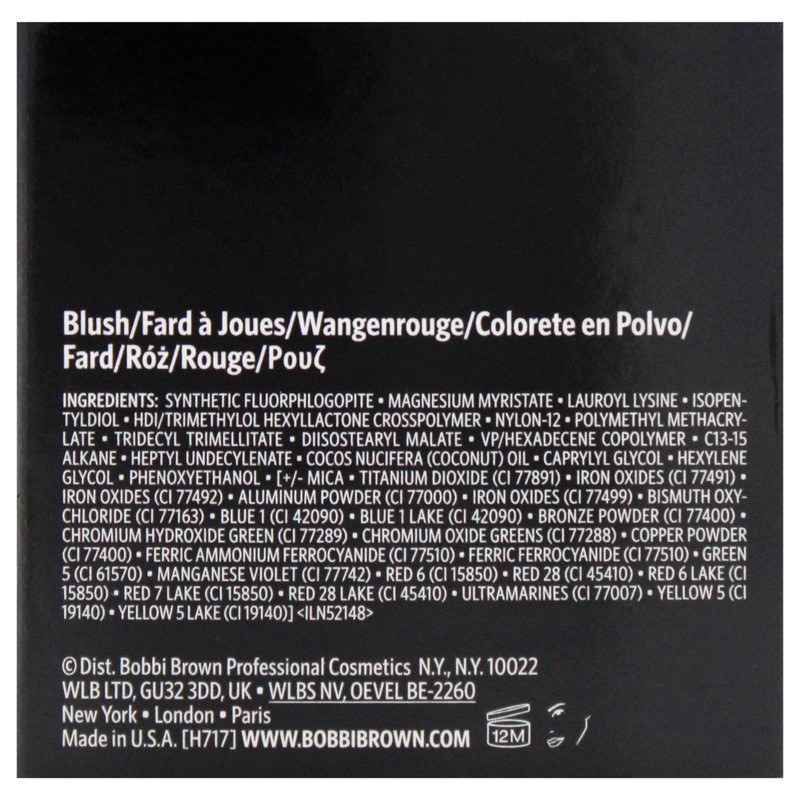 Blush/Fard à Joues/Wangenrouge/Colorete en Polvo/
Fard/Róż/Rouge/Ρουζ
INGREDIENTS: SYNTHETIC FLUORPHLOGOPITE • MAGNESIUM MYRISTATE • LAUROYL LYSINE • ISOPEN-
TYLDIOL • HDI/TRIMETHYLOL HEXYLLACTONE CROSSPOLYMER • NYLON-12 • POLYMETHYL METHACRY-
LATE • TRIDECYL TRIMELLITATE • DIISOSTEARYL MALATE • VP/HEXADECENE COPOLYMER • C13-15
ALKANE • HEPTYL UNDECYLENATE • COCOS NUCIFERA (COCONUT) OIL • CAPRYLYL GLYCOL • HEXYLENE
GLYCOL • PHENOXYETHANOL • [+/- MICA • TITANIUM DIOXIDE (CI 77891) • IRON OXIDES (CI 77491) •
IRON OXIDES (CI 77492) • ALUMINUM POWDER (CI 77000) • IRON OXIDES (CI 77499) • BISMUTH OXY-
CHLORIDE (CI 77163) • BLUE 1 (CI 42090) • BLUE 1 LAKE (CI 42090) • BRONZE POWDER (CI 77400) •
CHROMIUM HYDROXIDE GREEN (CI 77289) • CHROMIUM OXIDE GREENS (CI 77288) • COPPER POWDER
(CI 77400) • FERRIC AMMONIUM FERROCYANIDE (CI 77510) • FERRIC FERROCYANIDE (CI 77510) • GREEN
5 (CI 61570) • MANGANESE VIOLET (CI 77742) • RED 6 (CI 15850) • RED 28 (CI 45410) • RED 6 LAKE (CI
15850) • RED 7 LAKE (CI 15850) • RED 28 LAKE (CI 45410) • ULTRAMARINES (CI 77007) • YELLOW 5 (CI
19140) • YELLOW 5 LAKE (CI 19140)] <ILN52148>
© Dist. Bobbi Brown Professional Cosmetics N.Y., N.Y. 10022
WLB LTD, GU32 3DD, UK • WLBS NV, OEVEL BE-2260
New York • London • Paris
Made in U.S.A. [H717] WWW.BOBBIBROWN.COM
12M